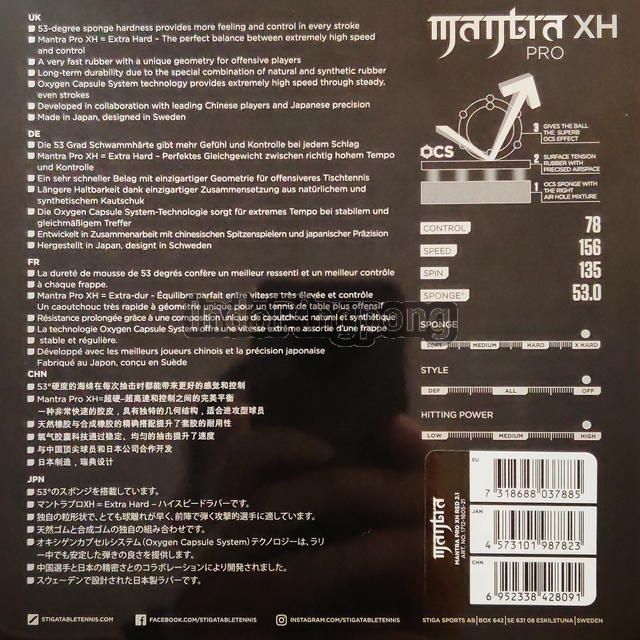 UK
53-degree sponge hardness provides more feeling and control in every stroke
Mantra Pro XH = Extra Hard – The perfect balance between extremely high speed
and control
A very fast rubber with a unique geometry for offensive players
Long-term durability due to the special combination of natural and synthetic rubber
Oxygen Capsule System technology provides extremely high speed through steady,
even strokes
Developed in collaboration with leading Chinese players and Japanese precision
Made in Japan, designed in Sweden
DE
Die 53 Grad Schwammhärte gibt mehr Gefühl und Kontrolle bei jedem Schlag
Mantra Pro XH = Extra Hard – Perfektes Gleichgewicht zwischen richtig hohem Tempo
und Kontrolle
Ein sehr schneller Belag mit einzigartiger Geometrie für offensiveres Tischtennis
Längere Haltbarkeit dank einzigartiger Zusammensetzung aus natürlichem und
synthetischem Kautschuk
Die Oxygen Capsule System-Technologie sorgt für extremes Tempo bei stabilem und
gleichmäßigem Treffer
Entwickelt in Zusammenarbeit mit chinesischen Spitzenspielern und japanischer Präzision
Hergestellt in Japan, designt in Schweden
FR
La dureté de mousse de 53 degrés confère un meilleur ressenti et un meilleur contrôle
à chaque frappe.
Mantra Pro XH = Extra-dur - Équilibre parfait entre vitesse très élevée et contrôle
Un caoutchouc très rapide à géométrie unique pour un tennis de table plus offensif
Résistance prolongée grâce à une combinaison de caoutchouc naturel et synthétique
La technologie Oxygen Capsule System vitesse extrême assortie d'une frappe
stable et régulière.
Développé avec les meilleurs joueurs chinois et la précision japonaise
Fabriqué au Japan, conçu en Suède
indianpingpong
CHN
53°硬度的海绵在每次抽击时都能带来更好的感觉和控制
Mantra Pro XH=超硬–超高速和控制之间的完美平衡
一种非常快速的胶皮，具有独特的几何结构，适合进攻型球员
天然橡胶与合成橡胶的精确搭配提升了套胶的耐用性
氧气胶囊科技通过稳定、均匀的抽击提升了速度
与中国顶尖球员和日本公司合作开发
日本制造，瑞典设计
JPN
53°のスポンジを搭載しています。
マントラプロXH = Extra Hard – ハイスピードラバーです。
独自の粒形状で、とても球離れが早く、前陣で弾く攻撃的選手に適しています。
天然ゴムと合成ゴムの独自の組み合わせです。
オキシゲンカプセルシステム(Oxygen Capsule System)テクノロジーは、ラリ
ー中でも安定した弾きの良さを提供します。
中国選手と日本の精密さとのコラボレーションにより開発されました。
スウェーデンで設計された日本製ラバーです。
STIGATABLETENNIS
FACEBOOK.COM/STIGATABLETENNIS
INSTAGRAM.COM/STIGATABLETENNIS
STIGA SPORTS AB | BOX 642 | SE 631 08 ESKILSTUNA, SWEDEN
mantra XH
PRO
OCS
3 GIVES THE BALL
THE SUPERB
OCS EFFECT
2 SURFACE TENSION
RUBBER WITH
PRECISED AIRSPACE
1 OCS SPONGE WITH
THE RIGHT
AIR HOLE MIXTURE
CONTROL 78
SPEED 156
SPIN 135
SPONGE° 53.0
SPONGE
SOFT MEDIUM HARD X HARD
STYLE
DEF ALL OFF
HITTING POWER
LOW MEDIUM HIGH
mantra
MANTRA PRO XH RED 2.1
ART. NO. 1712-1605-21
EU
7 318688 037885
JAN
4 573101 987823
CHN
6 952338 428091